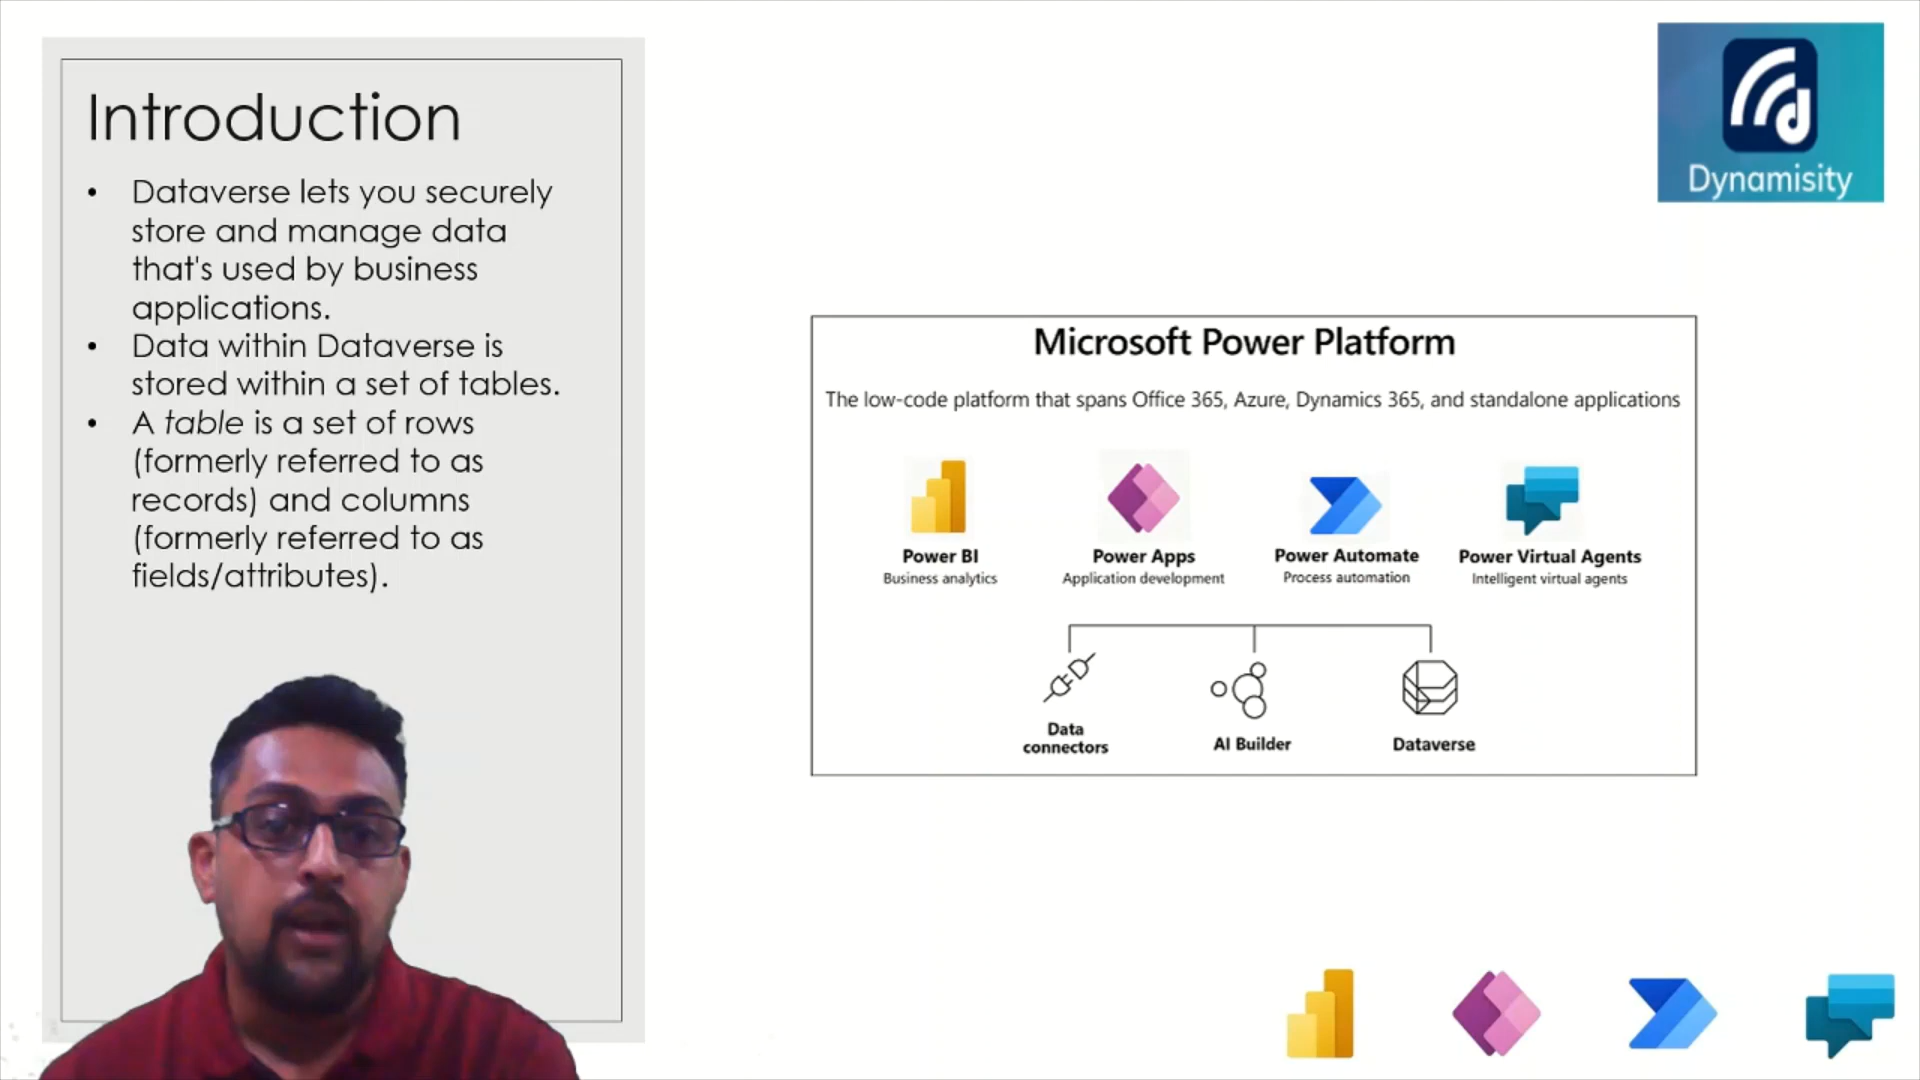 Introduction
• Dataverse lets you securely
store and manage data
that's used by business
applications.
• Data within Dataverse is
stored within a set of tables.
• A table is a set of rows
(formerly referred to as
records) and columns
(formerly referred to as
fields/attributes).
Dynamisity
Microsoft Power Platform
The low-code platform that spans Office 365, Azure, Dynamics 365, and standalone applications
Power BI
Business analytics
Power Apps
Application development
Power Automate
Process automation
Power Virtual Agents
Intelligent virtual agents
Data
connectors
AI Builder
Dataverse